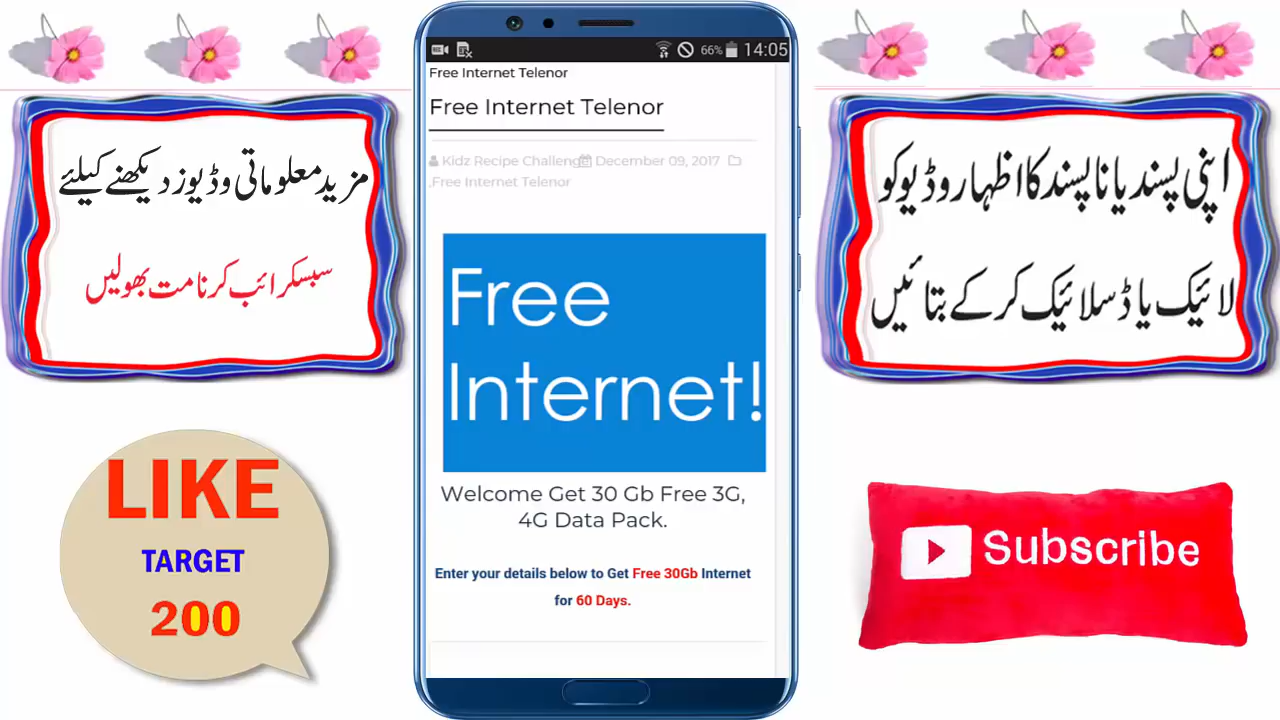 مزید معلوماتی وڈیوز دیکھنے کیلئے
سبسکرائب کرنا مت بھولیں
LIKE
TARGET
200
66% 14:05
Free Internet Telenor
Free Internet Telenor
Kidz Recipe Challeng December 09, 2017
,Free Internet Telenor
Free
Internet!
Welcome Get 30 Gb Free 3G,
4G Data Pack.
Enter your details below to Get Free 30Gb Internet
for 60 Days.
اپنی پسند یا ناپسند کا اظہار وڈیو کو
لائیک یا ڈسلائیک کر کے بتائیں
Subscribe